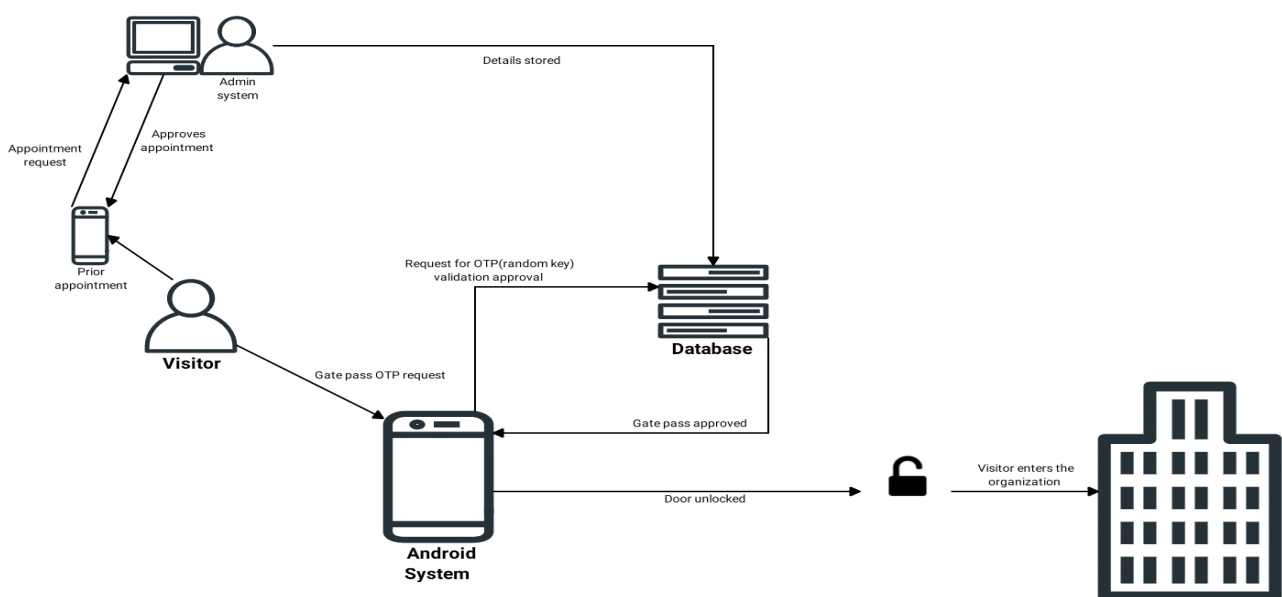 Details stored
Admin
system
Approves
appointment
Appointment
request
Prior
appointment
Request for OTP(random key)
validation approval
Database
Visitor
Gate pass OTP request
Gate pass approved
Visitor enters the
organization
Door unlocked
Android
System